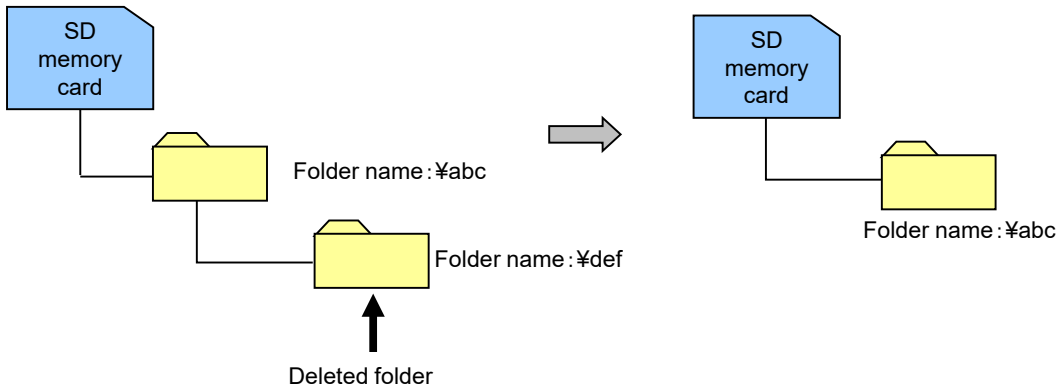 SD
memory
card
Folder name：¥abc
Folder name：¥def
Deleted folder
SD
memory
card
Folder name：¥abc